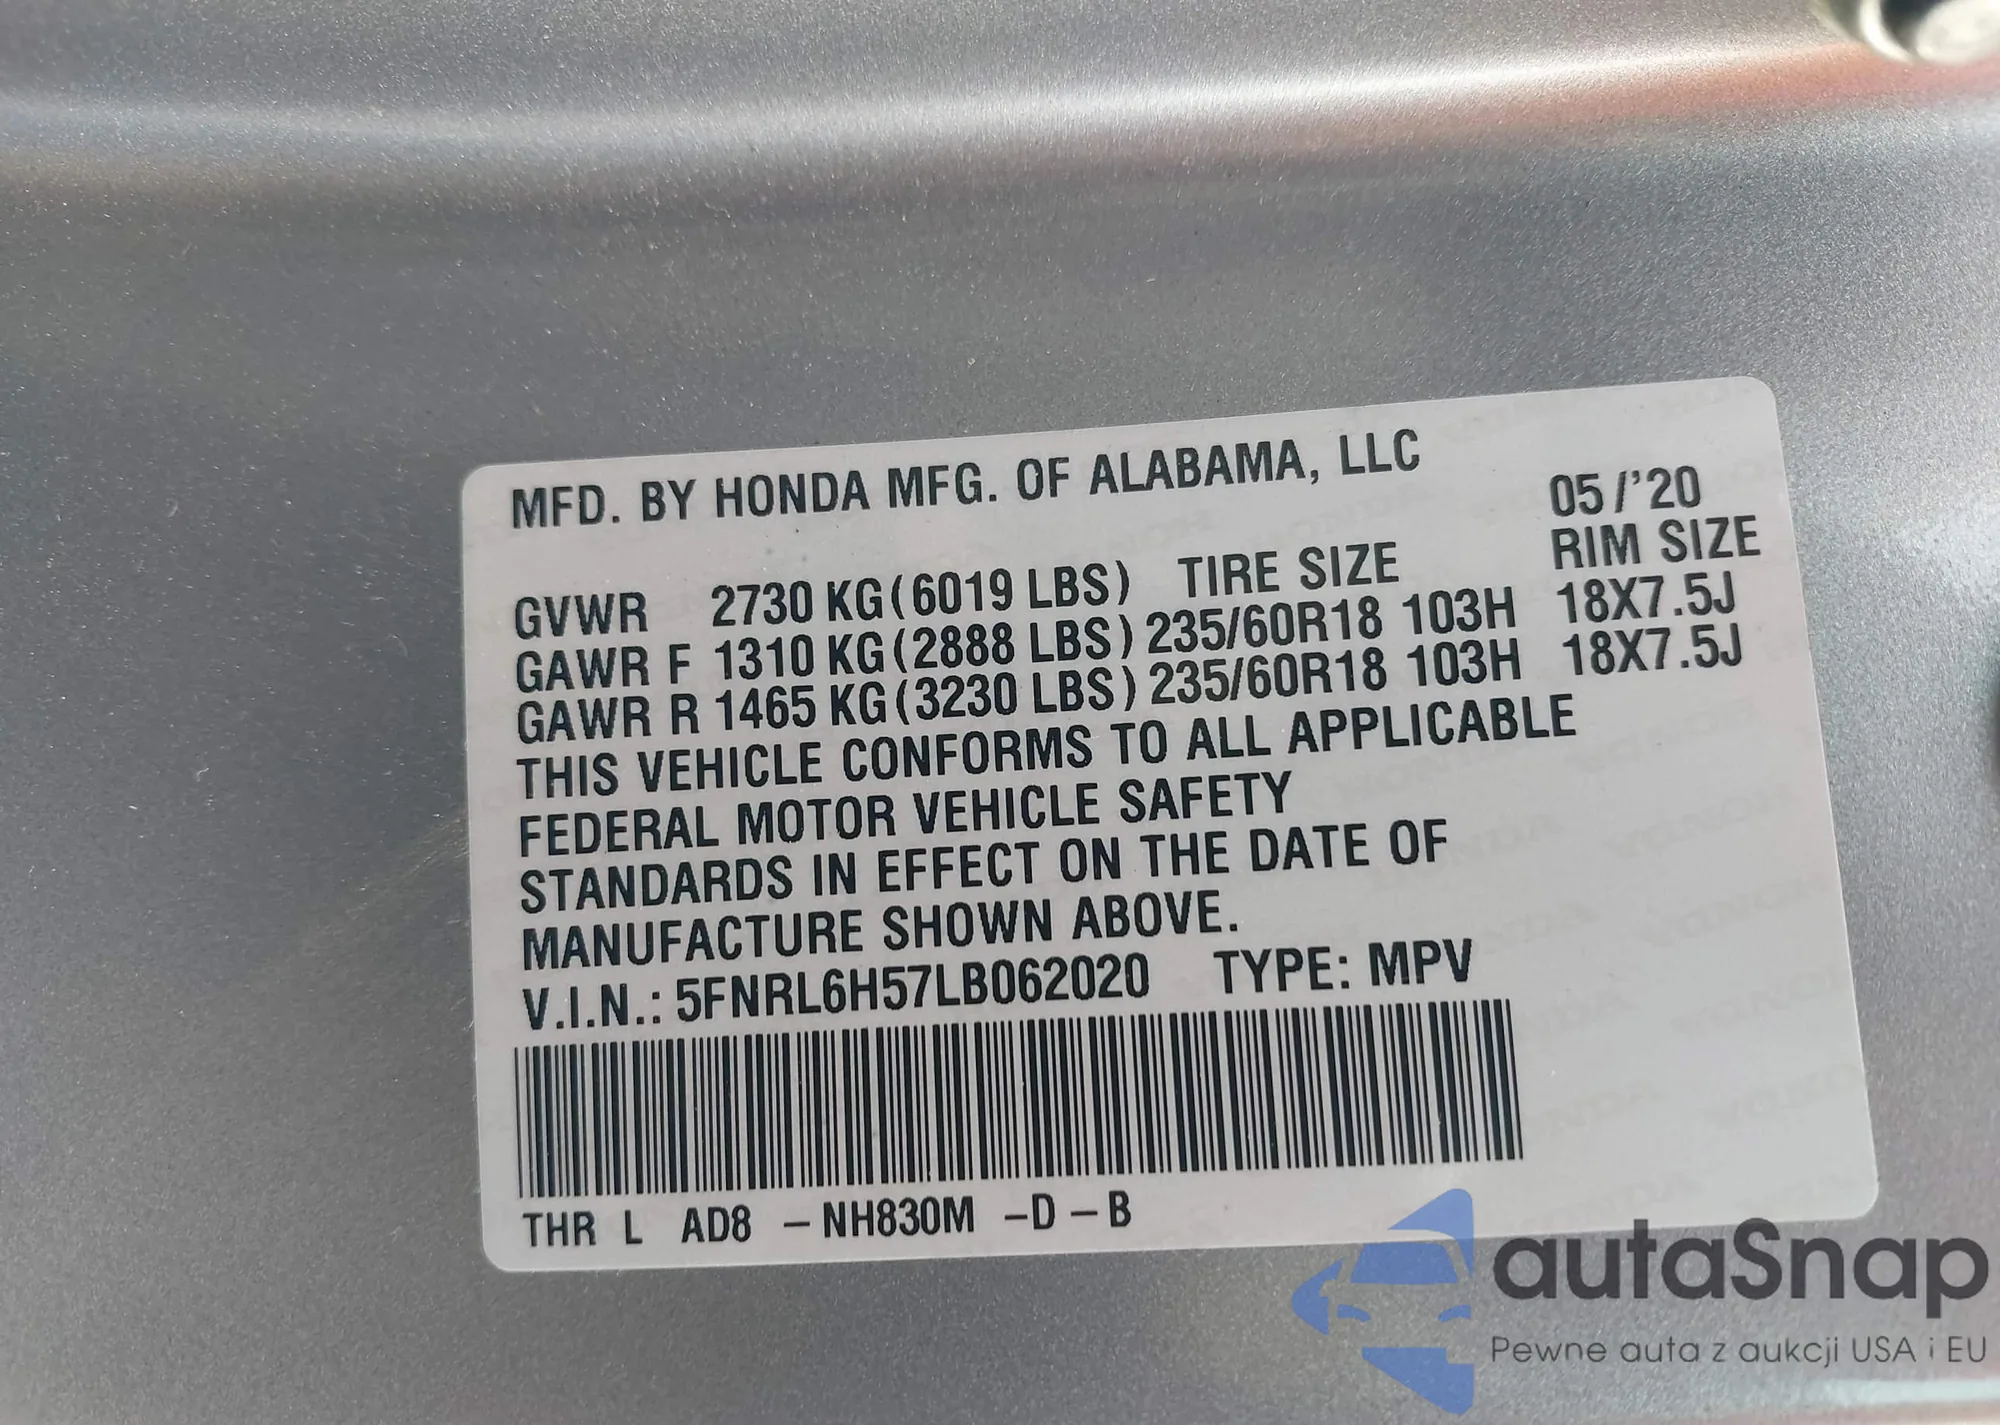 MFD. BY HONDA MFG. OF ALABAMA, LLC
05/'20
GVWR 2730 KG(6019 LBS) TIRE SIZE RIM SIZE
GAWR F 1310 KG(2888 LBS) 235/60R18 103H 18X7.5J
GAWR R 1465 KG(3230 LBS) 235/60R18 103H 18X7.5J
THIS VEHICLE CONFORMS TO ALL APPLICABLE
FEDERAL MOTOR VEHICLE SAFETY
STANDARDS IN EFFECT ON THE DATE OF
MANUFACTURE SHOWN ABOVE.
V.I.N.: 5FNRL6H57LB062020 TYPE: MPV
THR L AD8 –NH830M –D–B
autaSnap
Pewne auta z aukcji USA i EU